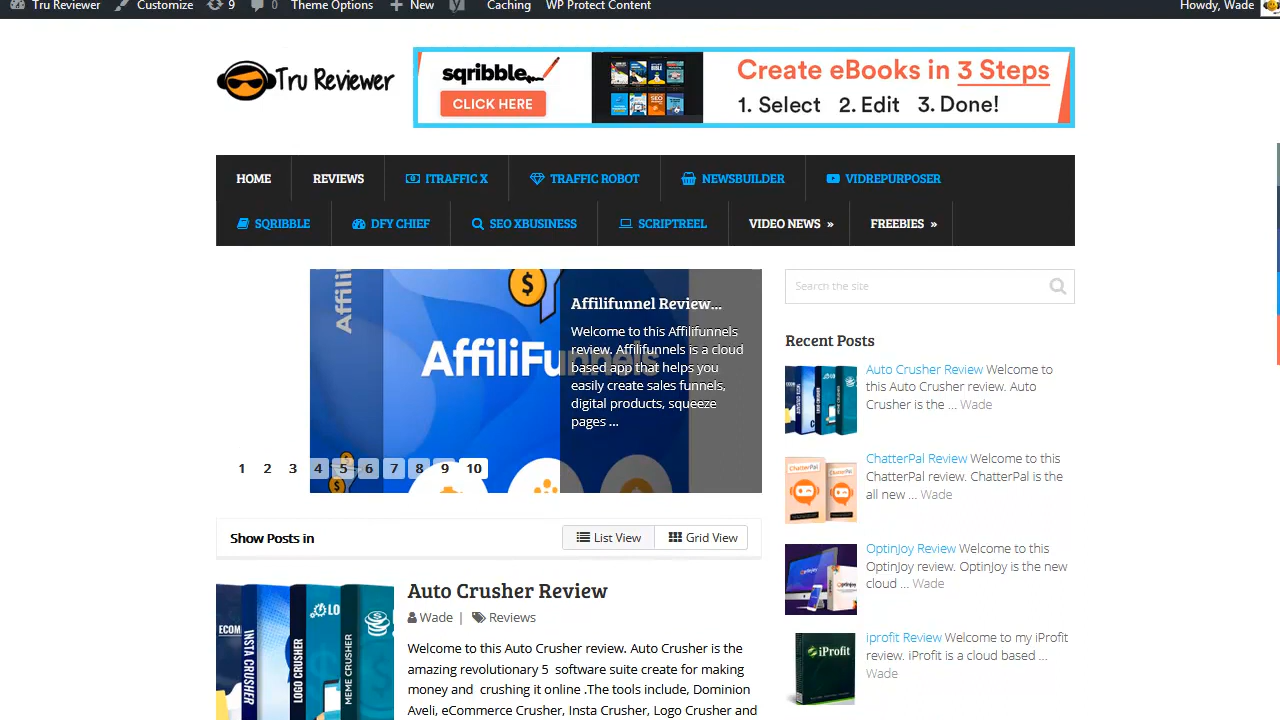 Tru Reviewer Customize 9 0 Theme Options New Caching WP Protect Content Howdy, Wade
Tru Reviewer
sqribble
CLICK HERE
Create eBooks in 3 Steps
1. Select 2. Edit 3. Done!
HOME REVIEWS ITRAFFIC X TRAFFIC ROBOT NEWSBUILDER VIDREPURPOSER
SQRIBBLE DFY CHIEF SEO XBUSINESS SCRIPTREEL VIDEO NEWS » FREEBIES »
AffiliFunnels
Affilifunnel Review...
Welcome to this Affilifunnels
review. Affilifunnels is a cloud
based app that helps you
easily create sales funnels,
digital products, squeeze
pages ...
1 2 3 4 5 6 7 8 9 10
Search the site
Recent Posts
Auto Crusher Review Welcome to
this Auto Crusher review. Auto
Crusher is the ... Wade
ChatterPal Review Welcome to this
ChatterPal review. ChatterPal is the
all new ... Wade
OptinJoy Review Welcome to this
OptinJoy review. OptinJoy is the new
cloud ... Wade
iprofit Review Welcome to my iProfit
review. iProfit is a cloud based ...
Wade
ChatterPal
OptinJoy
iProfit
Show Posts in List View Grid View
INSTA CRUSHER
LOGO CRUSHER
MEME CRUSHER
Auto Crusher Review
Wade | Reviews
Welcome to this Auto Crusher review. Auto Crusher is the
amazing revolutionary 5 software suite create for making
money and crushing it online .The tools include, Dominion
Aveli, eCommerce Crusher, Insta Crusher, Logo Crusher and